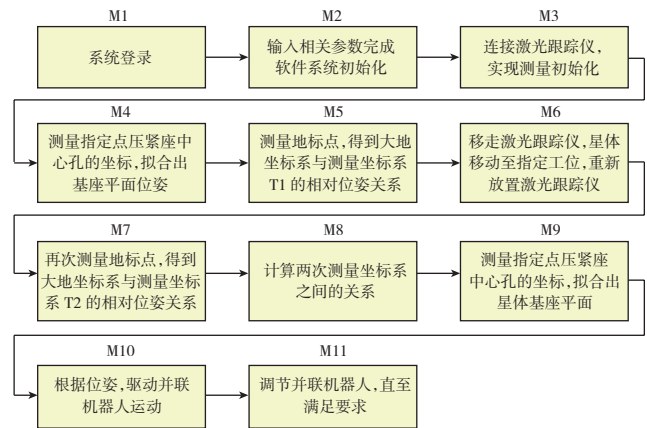 M1
M2
M3
系统登录
输入相关参数完成
软件系统初始化
连接激光跟踪仪,
实现测量初始化
M4
M5
M6
测量指定点压紧座中
心孔的坐标,拟合出
基座平面位姿
测量地标点,得到大地
坐标系与测量坐标系
T1 的相对位姿关系
移走激光跟踪仪,星体
移动至指定工位,重新
放置激光跟踪仪
M7
M8
M9
再次测量地标点,得到
大地坐标系与测量坐标
系 T2 的相对位姿关系
计算两次测量坐标系
之间的关系
测量指定点压紧座
中心孔的坐标,拟合出
星体基座平面
M10
M11
根据位姿,驱动并联
机器人运动
调节并联机器人,直至
满足要求